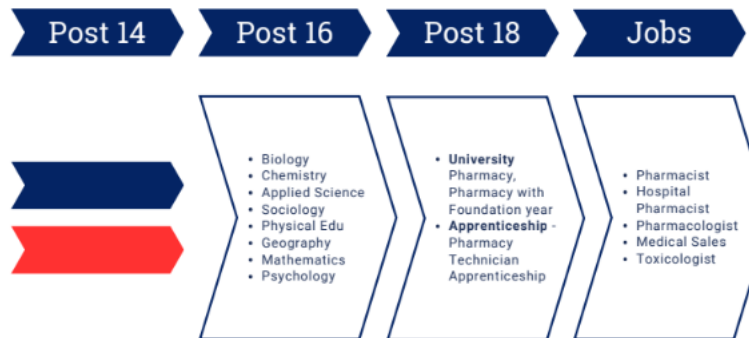 Post 14
Post 16
Post 18
Jobs
• Biology
• Chemistry
• Applied Science
• Sociology
• Physical Edu
• Geography
• Mathematics
• Psychology
• University
Pharmacy,
Pharmacy with
Foundation year
• Apprenticeship -
Pharmacy
Technician
Apprenticeship
• Pharmacist
• Hospital
Pharmacist
• Pharmacologist
• Medical Sales
• Toxicologist